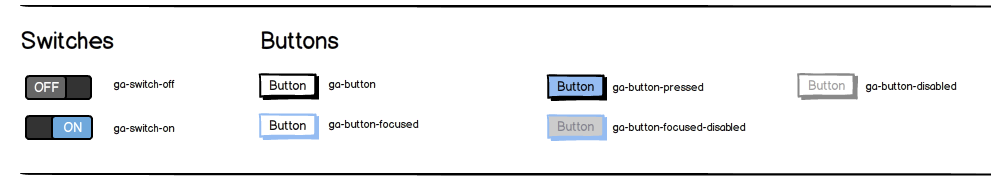 Switches
Buttons
OFF ga-switch-off
Button ga-button
Button ga-button-pressed
Button ga-button-disabled
ON ga-switch-on
Button ga-button-focused
Button ga-button-focused-disabled